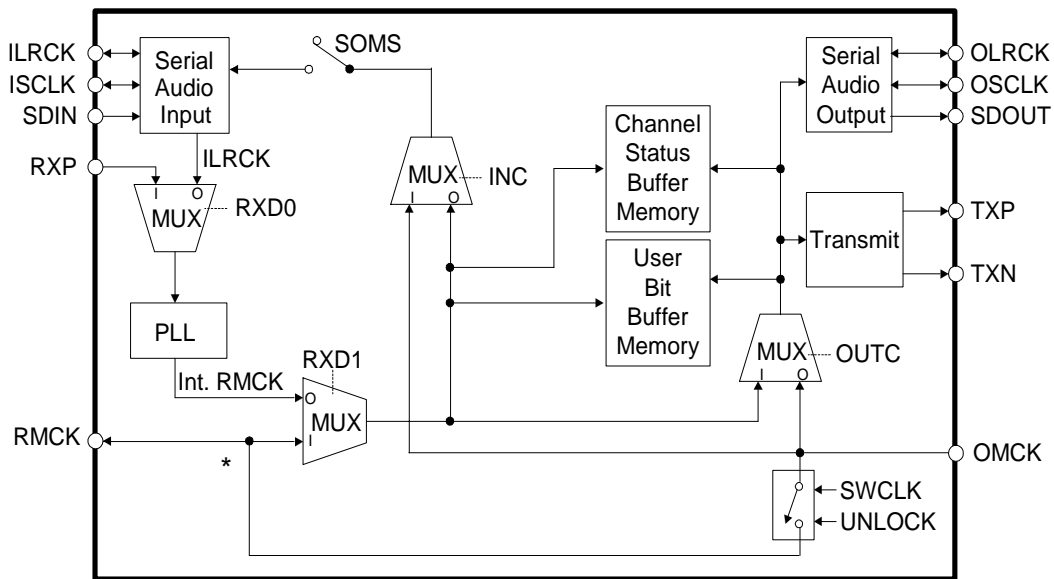 SOMS
ILRCK
ISCLK
SDIN
Serial
Audio
Input
Serial
Audio
Output
OLRCK
OSCLK
SDOUT
RXP
ILRCK
I O
MUX
RXD0
MUX
I O
INC
Channel
Status
Buffer
Memory
Transmit
TXP
TXN
User
Bit
Buffer
Memory
PLL
Int. RMCK
RXD1
O
MUX
I
MUX
I O
OUTC
RMCK
*
OMCK
SWCLK
UNLOCK